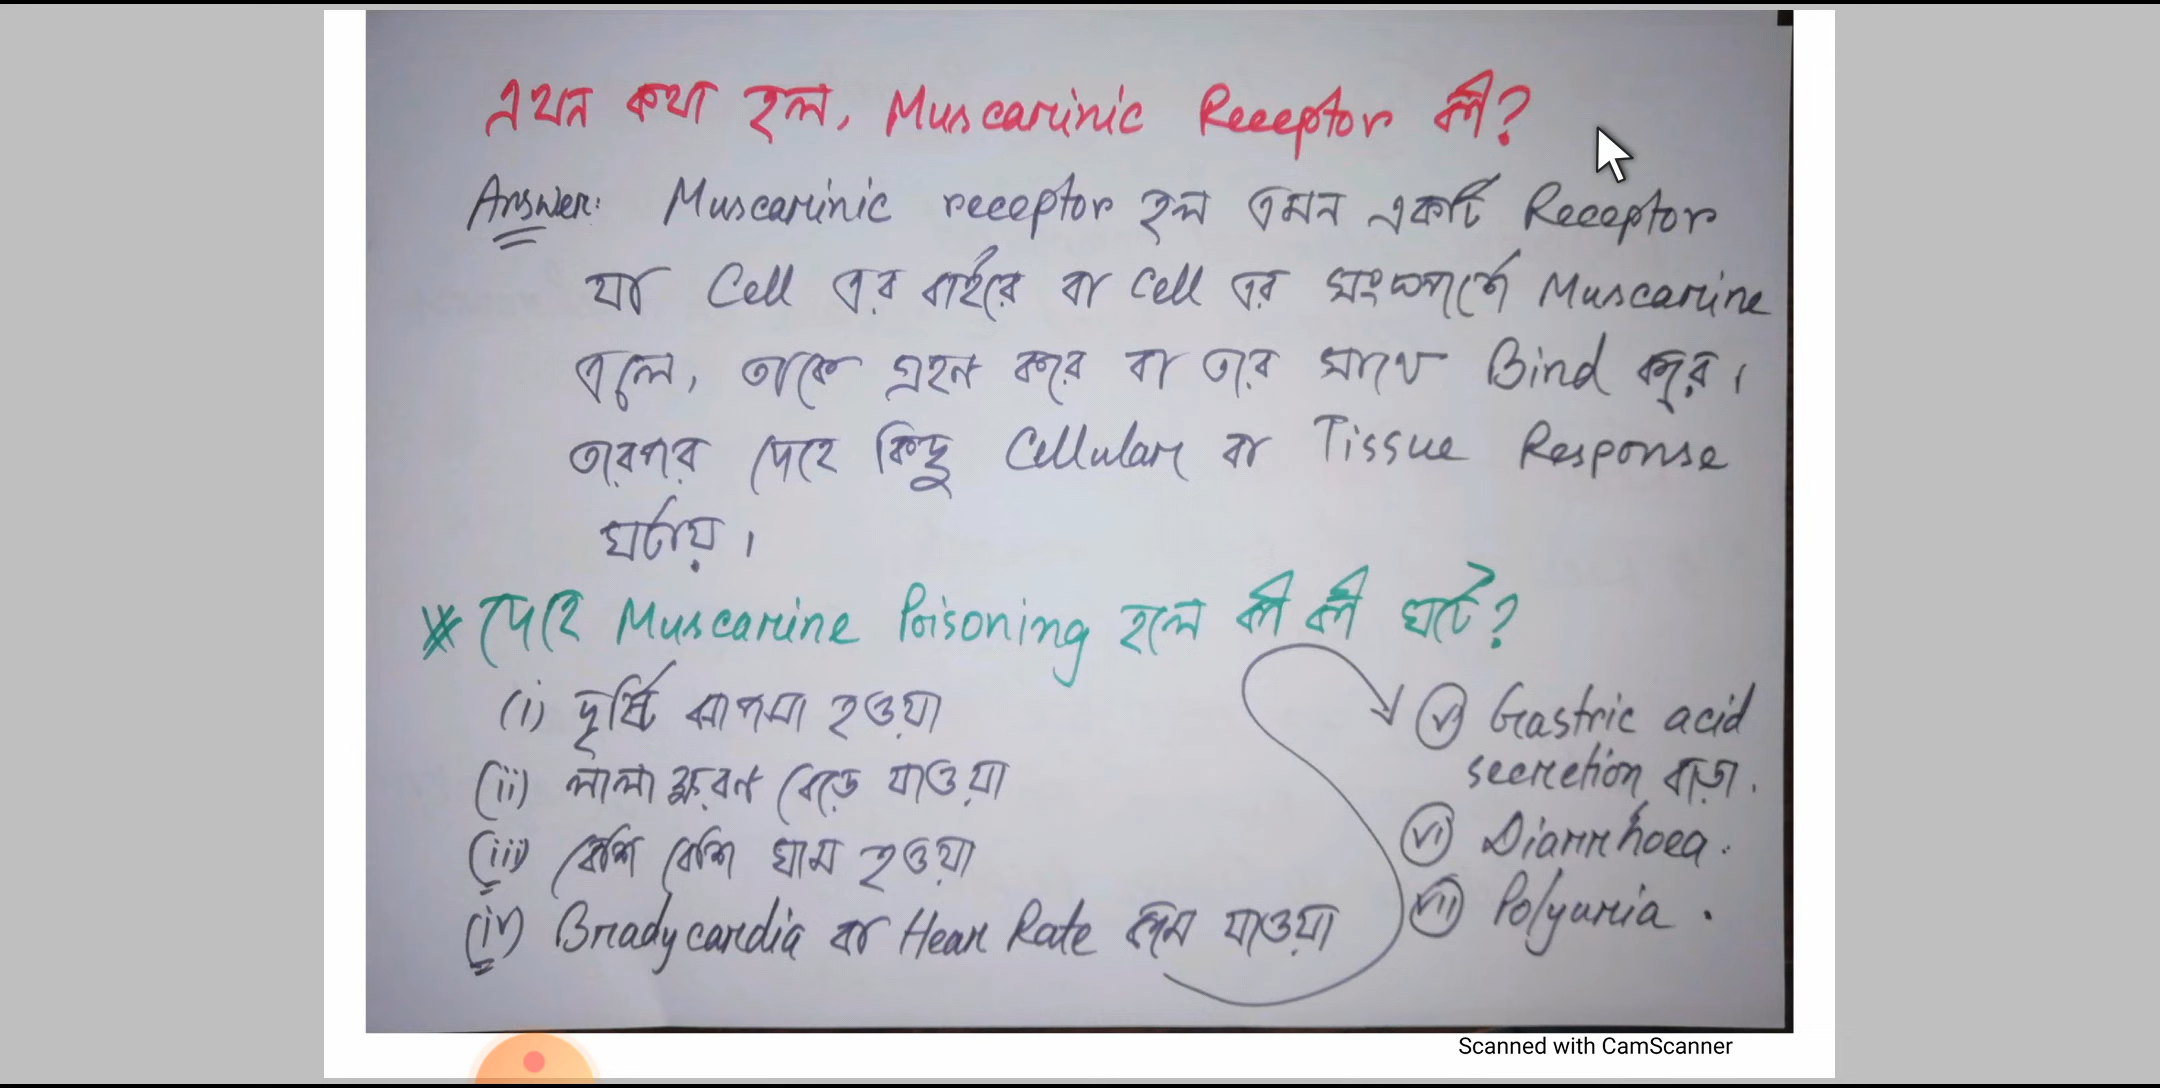 এখন কথা হল, Muscarinic Receptor কী?
Answer: Muscarinic receptor হল এমন একটি Receptor
যা Cell এর বাইরে বা cell এর সংস্পর্শে Muscarine
এলে, তাকে গ্রহন করে বা তার সাথে Bind করে।
তারপর দেহে কিছু Cellular বা Tissue Response
ঘটায়।
* দেহে Muscarine Poisoning হলে কী কী ঘটে?
(i) দৃষ্টি ঝাপসা হওয়া
(ii) লালা ক্ষরণ বেড়ে যাওয়া
(iii) বেশি বেশি ঘাম হওয়া
(iv) Bradycardia বা Hear Rate কমে যাওয়া
(v) Gastric acid
secretion বাড়া.
(vi) Diarrhoea.
(vii) Polyuria.
Scanned with CamScanner